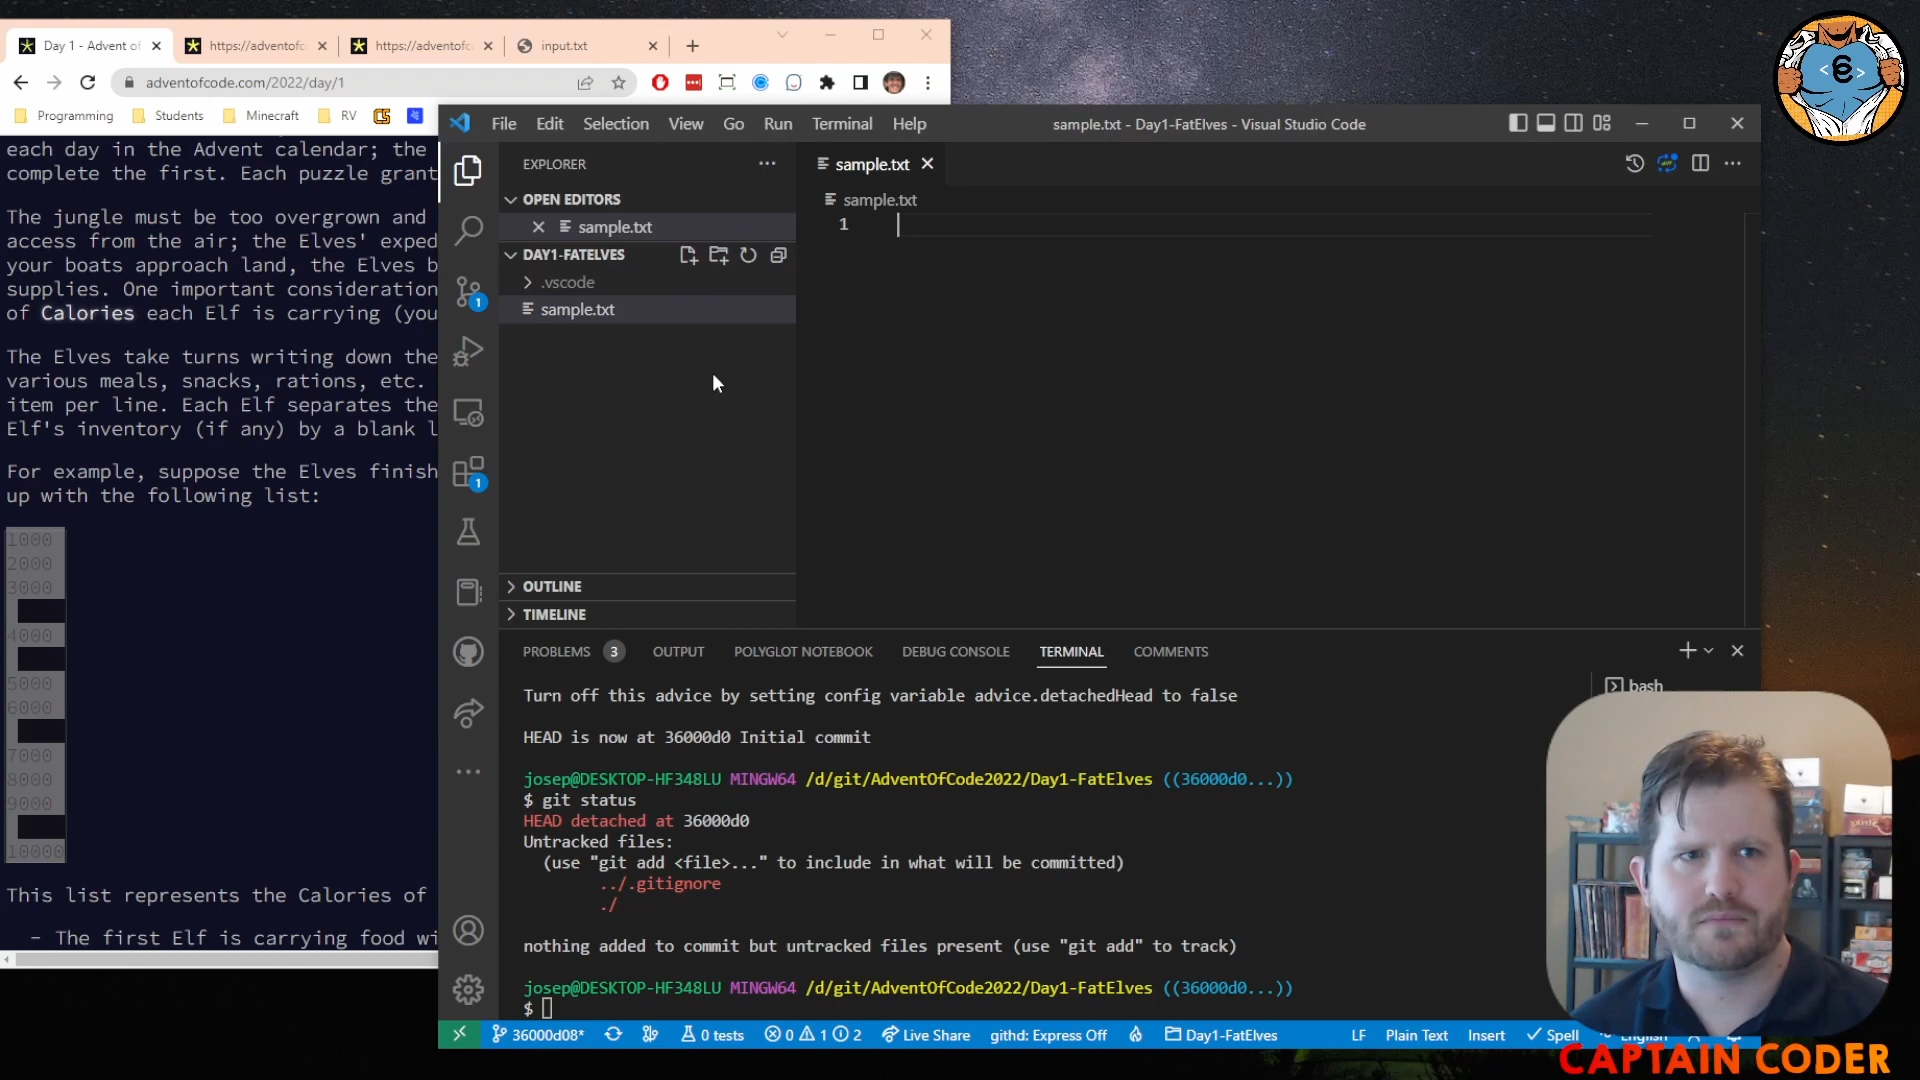 Day 1 - Advent of
https://adventofc
https://adventofc
input.txt
adventofcode.com/2022/day/1
Programming
Students
Minecraft
RV
each day in the Advent calendar; the
complete the first. Each puzzle grant
The jungle must be too overgrown and
access from the air; the Elves' exped
your boats approach land, the Elves b
supplies. One important consideration
of Calories each Elf is carrying (you
The Elves take turns writing down the
various meals, snacks, rations, etc.
item per line. Each Elf separates the
Elf's inventory (if any) by a blank l
For example, suppose the Elves finish
up with the following list:
1000
2000
3000
4000
5000
6000
7000
8000
9000
10000
This list represents the Calories of
- The first Elf is carrying food wi
File Edit Selection View Go Run Terminal Help
sample.txt - Day1-FatElves - Visual Studio Code
EXPLORER
OPEN EDITORS
sample.txt
DAY1-FATELVES
.vscode
sample.txt
OUTLINE
TIMELINE
1
1
sample.txt
sample.txt
1
PROBLEMS 3 OUTPUT POLYGLOT NOTEBOOK DEBUG CONSOLE TERMINAL COMMENTS
bash
Turn off this advice by setting config variable advice.detachedHead to false
HEAD is now at 36000d0 Initial commit
josep@DESKTOP-HF348LU MINGW64 /d/git/AdventOfCode2022/Day1-FatElves ((36000d0...))
$ git status
HEAD detached at 36000d0
Untracked files:
(use "git add <file>..." to include in what will be committed)
../.gitignore
./
nothing added to commit but untracked files present (use "git add" to track)
josep@DESKTOP-HF348LU MINGW64 /d/git/AdventOfCode2022/Day1-FatElves ((36000d0...))
$
36000d08* 0 tests 0 1 2 Live Share githd: Express Off Day1-FatElves LF Plain Text Insert Spell English
CAPTAIN CODER